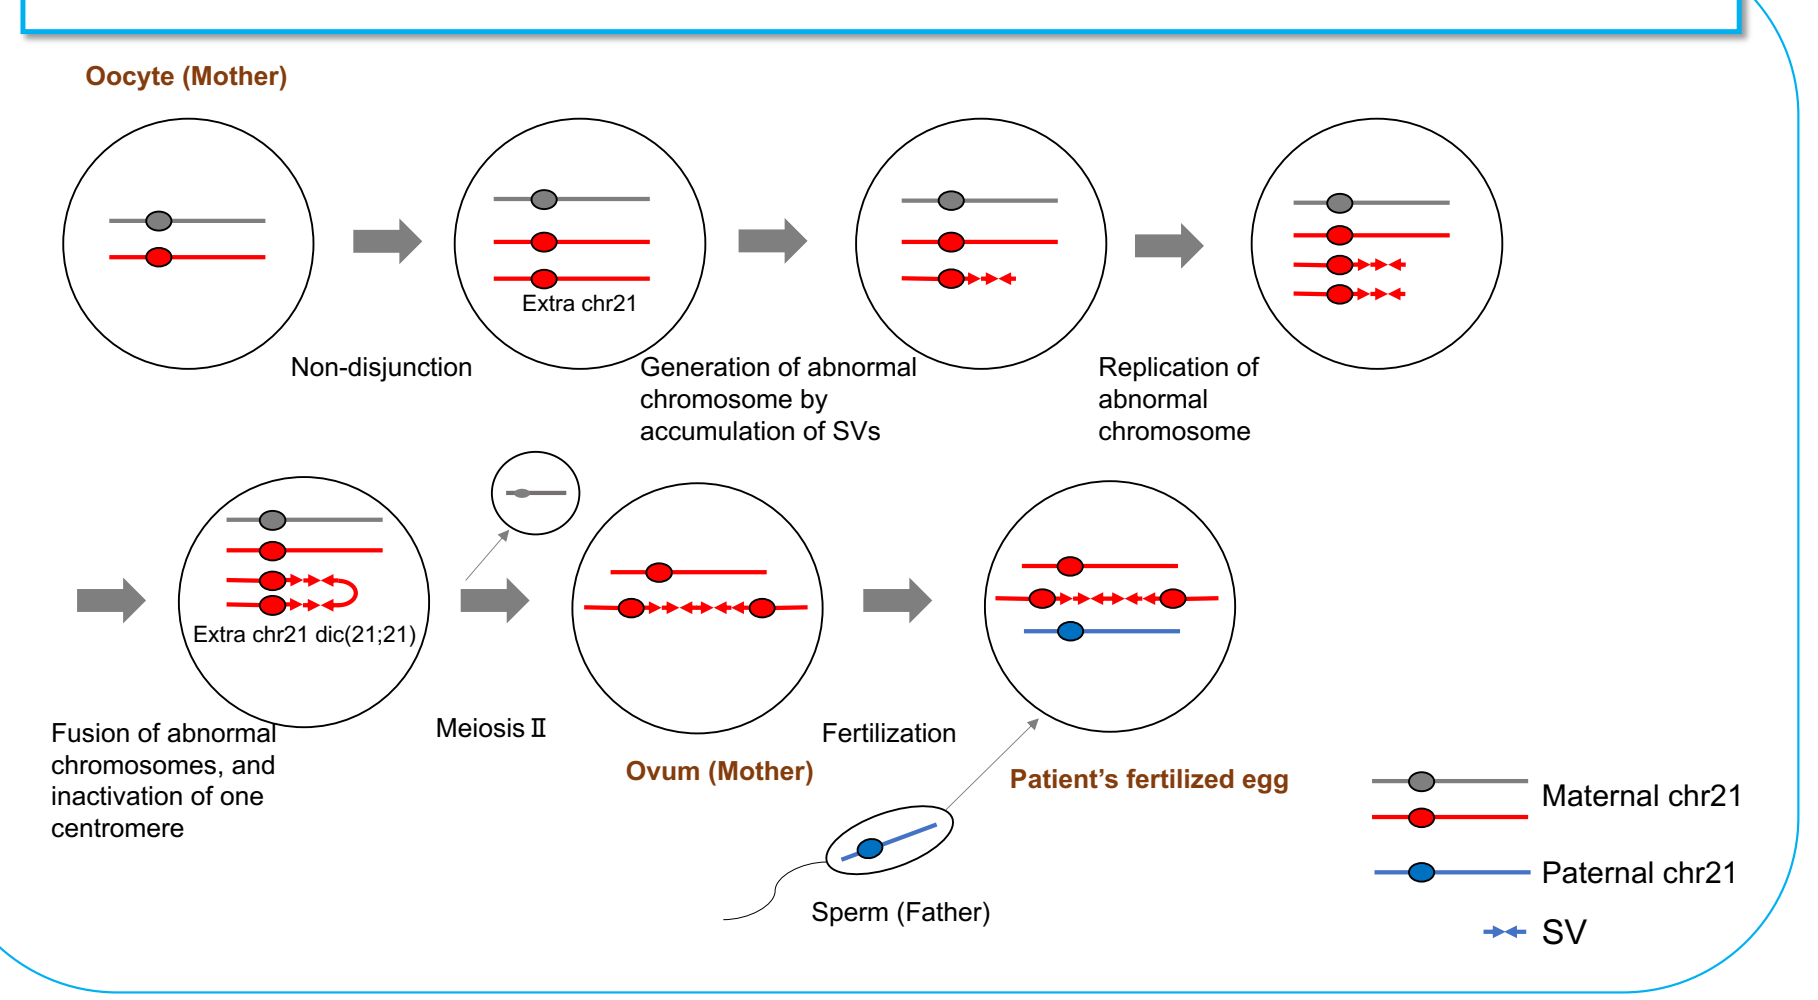 Oocyte (Mother)
Extra chr21
Non-disjunction
Generation of abnormal
chromosome by
accumulation of SVs
Replication of
abnormal
chromosome
Extra chr21 dic(21;21)
Fusion of abnormal
chromosomes, and
inactivation of one
centromere
Meiosis Ⅱ
Ovum (Mother)
Fertilization
Patient’s fertilized egg
Sperm (Father)
Maternal chr21
Paternal chr21
SV